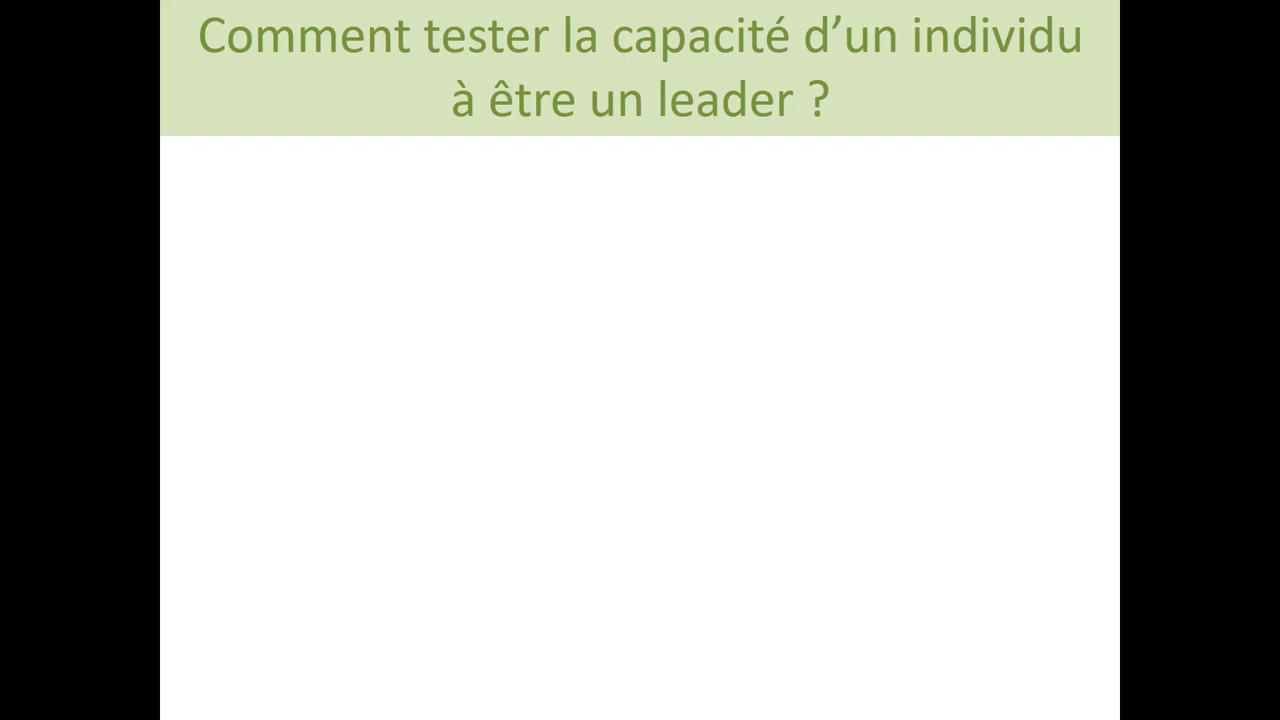 Comment tester la capacité d’un individu
à être un leader ?